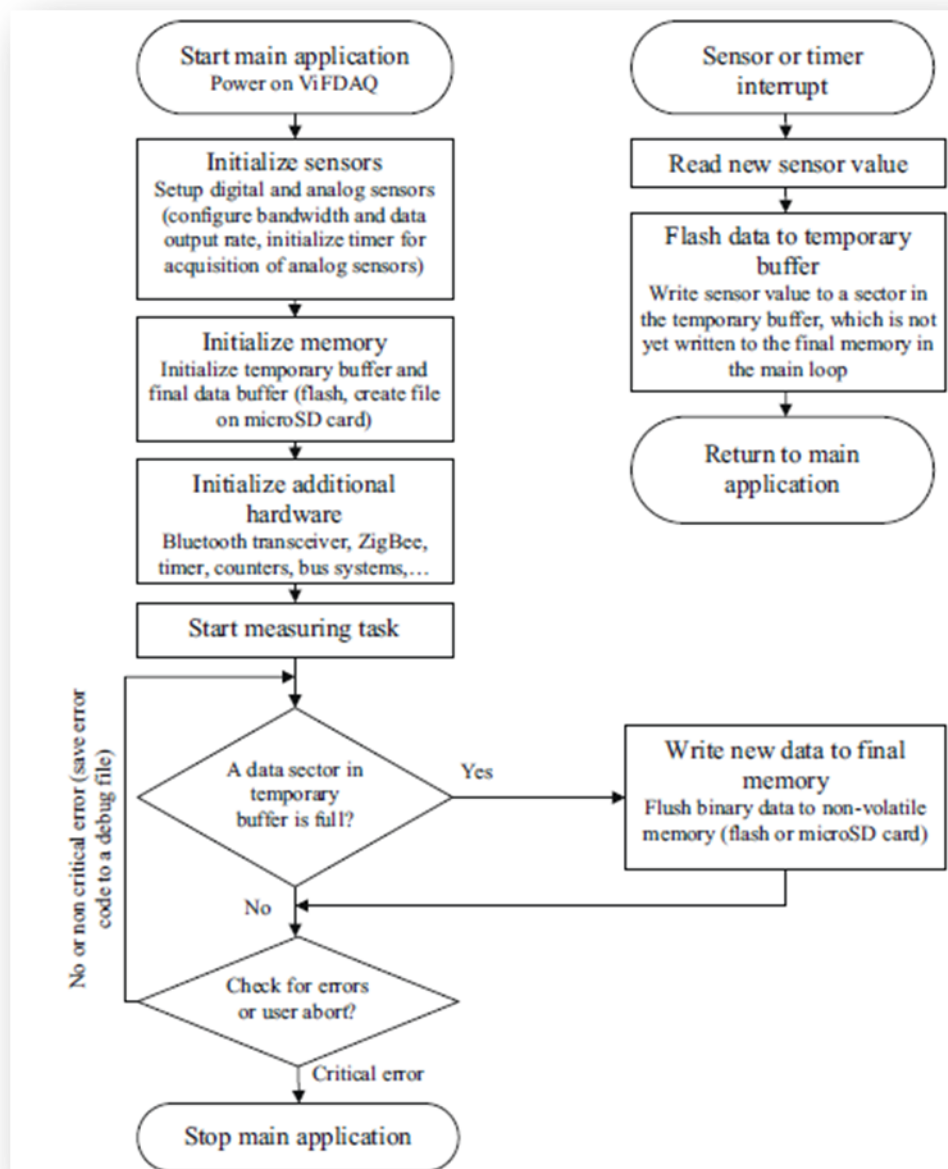 Start main application
Power on ViFDAQ
Initialize sensors
Setup digital and analog sensors
(configure bandwidth and data
output rate, initialize timer for
acquisition of analog sensors)
Initialize memory
Initialize temporary buffer and
final data buffer (flash, create file
on microSD card)
Initialize additional
hardware
Bluetooth transceiver, ZigBee,
timer, counters, bus systems,...
Start measuring task
A data sector in
temporary
buffer is full?
Yes
No
Write new data to final
memory
Flush binary data to non-volatile
memory (flash or microSD card)
Check for errors
or user abort?
No or non critical error (save error
code to a debug file)
Critical error
Stop main application
Sensor or timer
interrupt
Read new sensor value
Flash data to temporary
buffer
Write sensor value to a sector in
the temporary buffer, which is not
yet written to the final memory in
the main loop
Return to main
application